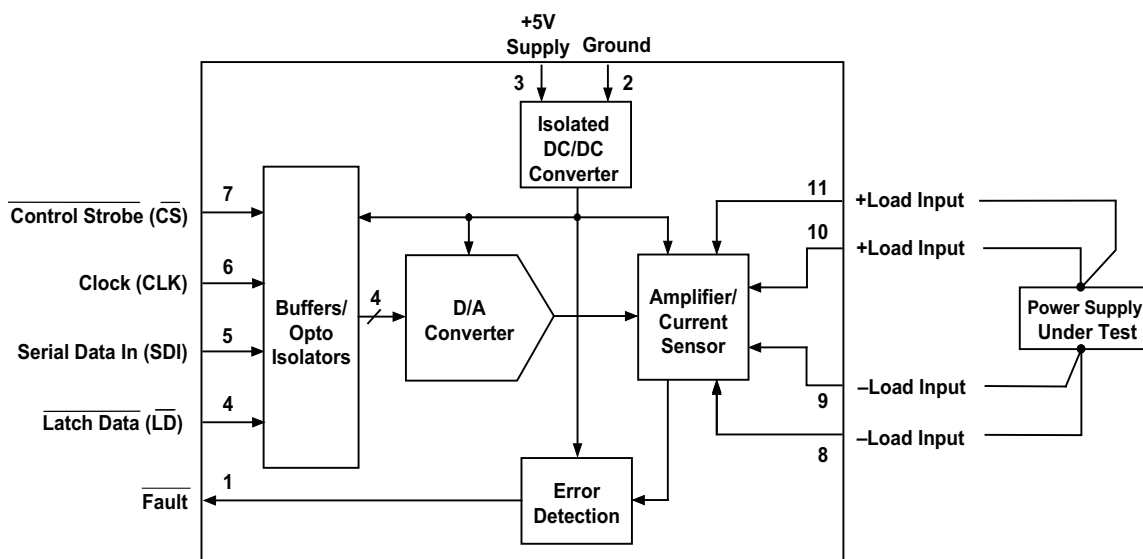 +5V
Supply
Ground
3
2
Isolated
DC/DC
Converter
7
Control Strobe (CS)
6
Clock (CLK)
5
Serial Data In (SDI)
4
Latch Data (LD)
1
Fault
Buffers/
Opto
Isolators
4
D/A
Converter
Amplifier/
Current
Sensor
Error
Detection
11
+Load Input
10
+Load Input
Power Supply
Under Test
–Load Input
9
–Load Input
8